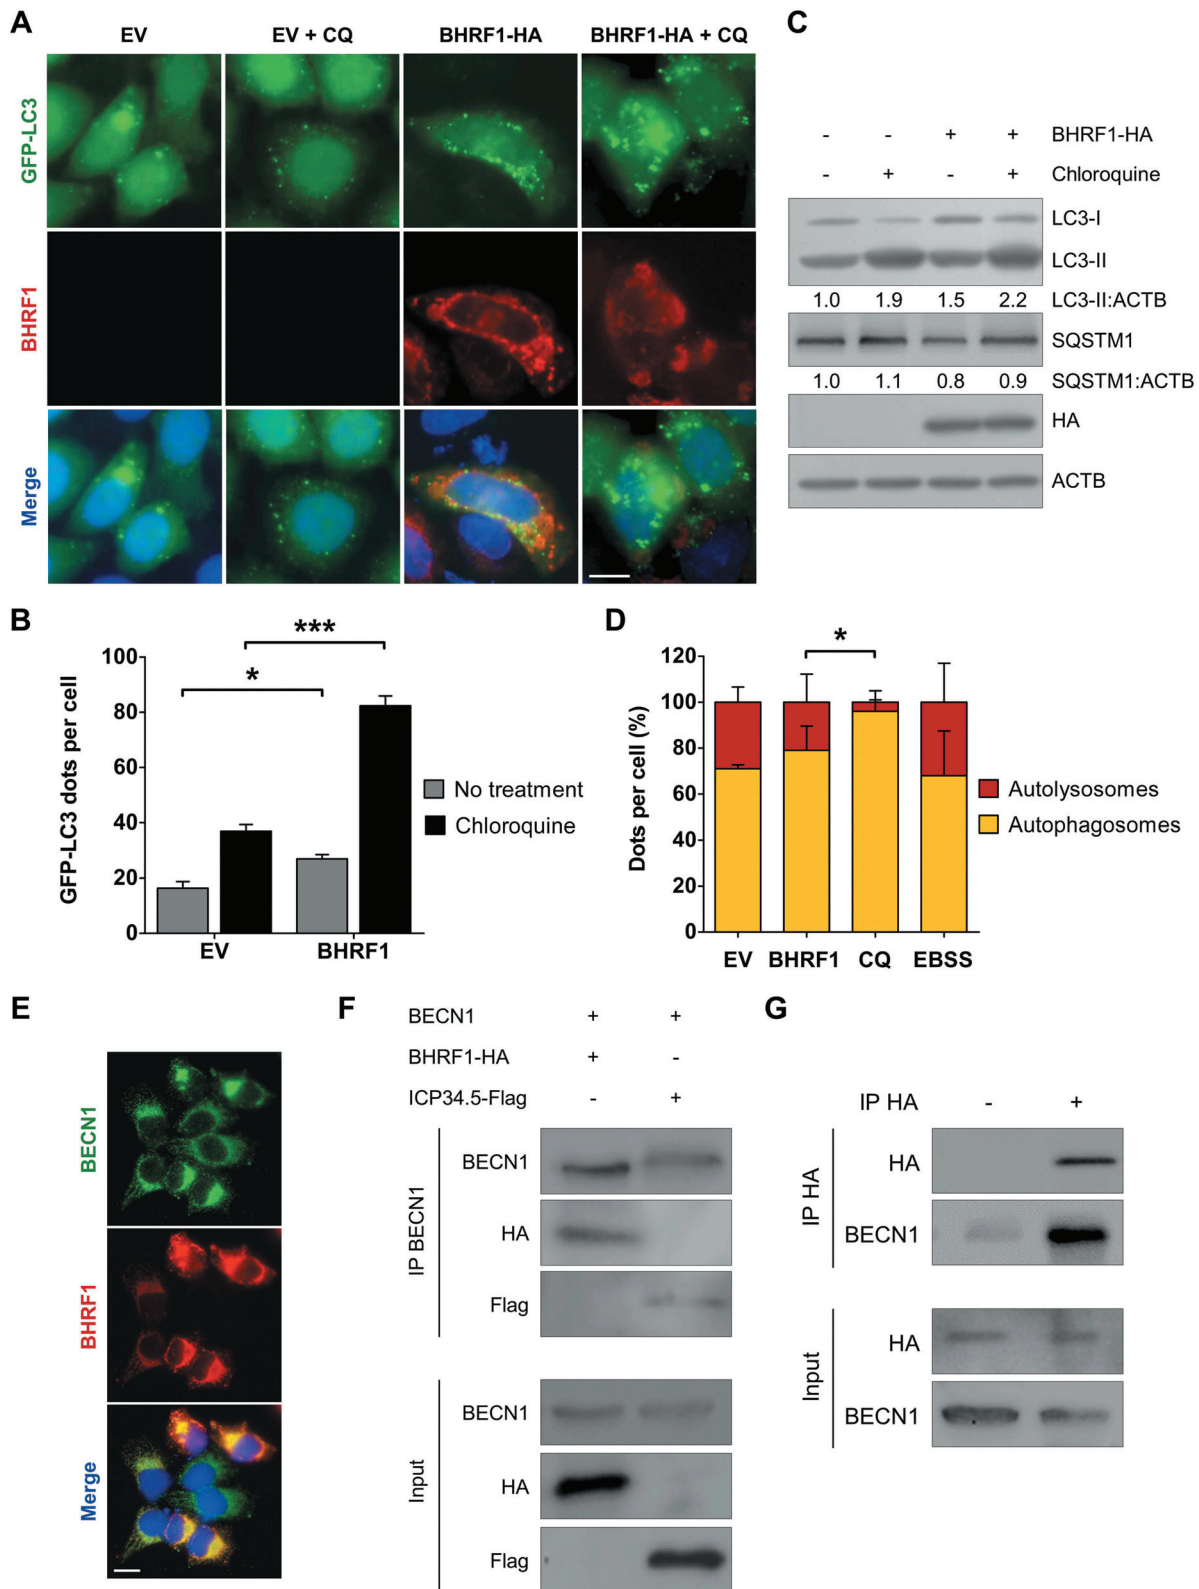 A
EV
EV + CQ
BHRF1-HA
BHRF1-HA + CQ
GFP-LC3
BHRF1
Merge
C
- - + + BHRF1-HA
- + - + Chloroquine
LC3-I
LC3-II
1.0 1.9 1.5 2.2 LC3-II:ACTB
SQSTM1
1.0 1.1 0.8 0.9 SQSTM1:ACTB
HA
ACTB
B
GFP-LC3 dots per cell
100
80
60
40
20
0
*
***
EV
BHRF1
No treatment
Chloroquine
D
Dots per cell (%)
120
100
80
60
40
20
0
*
EV
BHRF1
CQ
EBSS
Autolysosomes
Autophagosomes
E
BECN1
BHRF1
Merge
F
BECN1 + +
BHRF1-HA + -
ICP34.5-Flag - +
IP BECN1
BECN1
HA
Flag
Input
BECN1
HA
Flag
G
IP HA - +
IP HA
HA
BECN1
Input
HA
BECN1